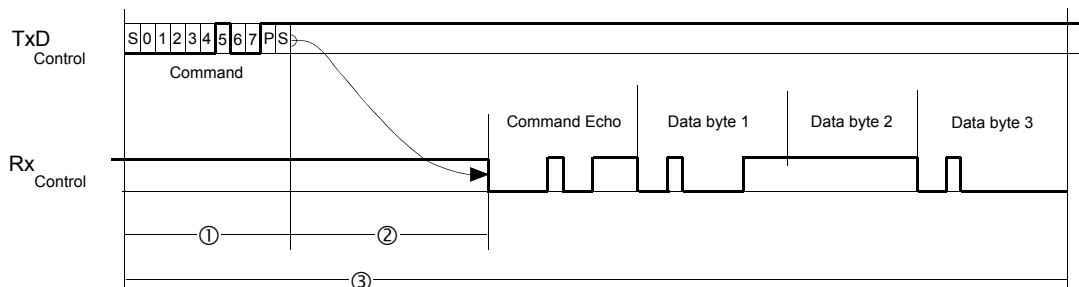 TxD
Control
S 0 1 2 3 4 5 6 7 P S
Command
Command Echo
Data byte 1
Data byte 2
Data byte 3
Rx
Control
①
②
③